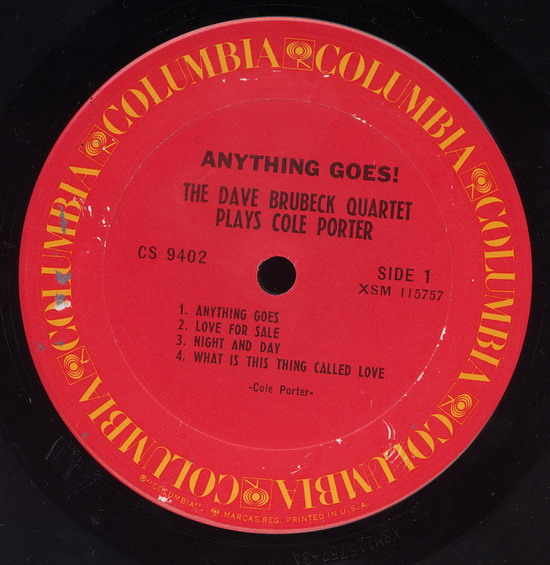 COLUMBIA COLUMBIA COLUMBIA COLUMBIA COLUMBIA COLUMBIA
ANYTHING GOES!
THE DAVE BRUBECK QUARTET
PLAYS COLE PORTER
CS 9402
SIDE 1
XSM 115757
1. ANYTHING GOES
2. LOVE FOR SALE
3. NIGHT AND DAY
4. WHAT IS THIS THING CALLED LOVE
-Cole Porter-
®"COLUMBIA", MARCAS REG. PRINTED IN U.S.A.